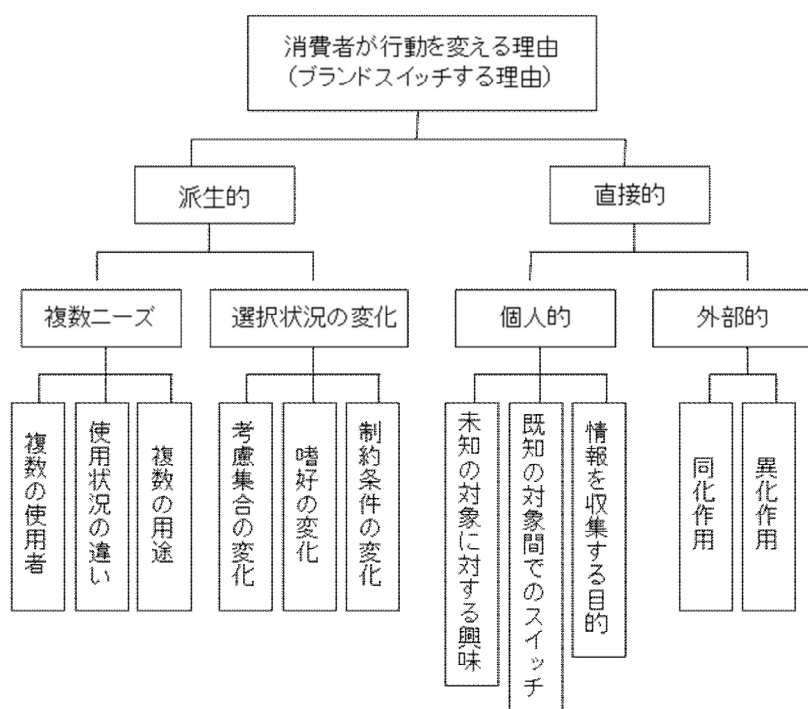 消費者が行動を変える理由
(ブランドスイッチする理由)
派生的
直接的
複数ニーズ
選択状況の変化
個人的
外部的
複数の使用者
使用状況の違い
複数の用途
考慮集合の変化
嗜好の変化
制約条件の変化
未知の対象に対する興味
既知の対象間でのスイッチ
情報を収集する目的
同化作用
異化作用